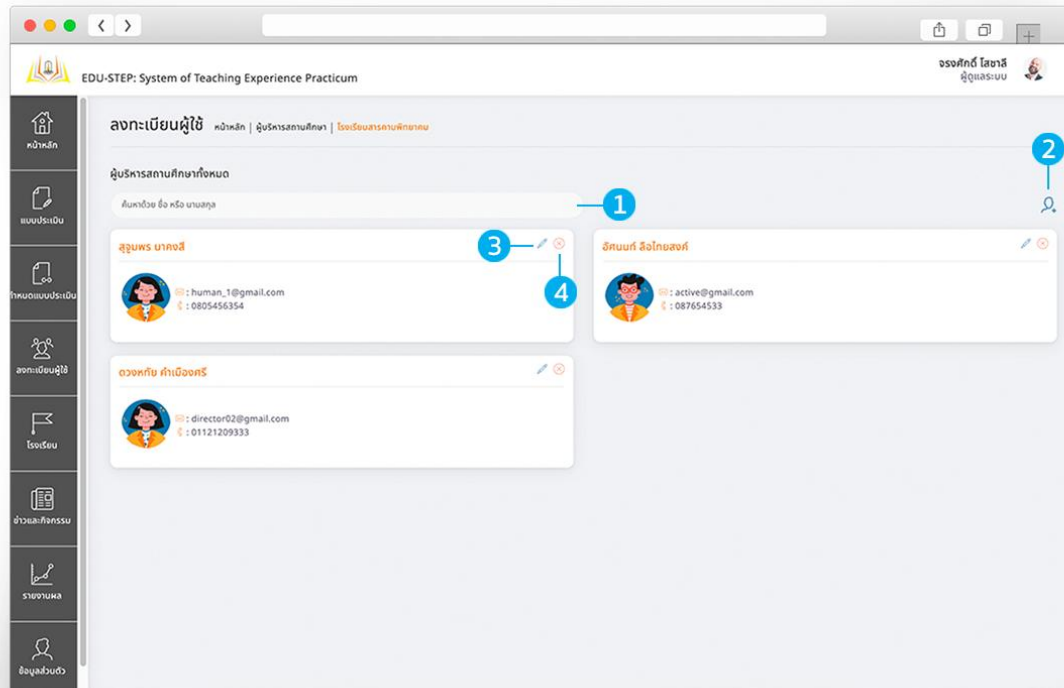 EDU-STEP: System of Teaching Experience Practicum
จรงศักดิ์ โสชาลี
ผู้ดูแลระบบ
หน้าหลัก
แบบประเมิน
กำหนดแบบประเมิน
ลงทะเบียนผู้ใช้
โรงเรียน
ข่าวและกิจกรรม
รายงานผล
ข้อมูลส่วนตัว
ลงทะเบียนผู้ใช้ หน้าหลัก | ผู้บริหารสถานศึกษา | โรงเรียนสารคามพิทยาคม
2
ผู้บริหารสถานศึกษาทั้งหมด
ค้นหาด้วย ชื่อ หรือ นามสกุล
1
สุจูมพร นาคงสี
3
4
: human_1@gmail.com
: 0805456354
อัศนนท์ ลือไทยสงค์
: active@gmail.com
: 087654533
ดวงหทัย คำเมืองศรี
: director02@gmail.com
: 01121209333